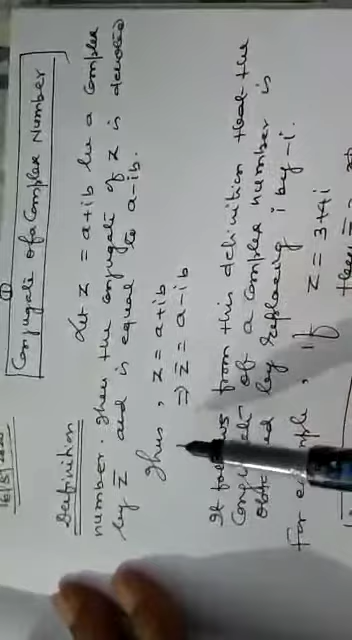 ①
Conjugate of a Complex Number
Definition
Let z = a+ib be a complex
number. Then, the conjugate of z is denoted
by z̅ and is equal to a-ib.
Thus, z = a+ib
⇒ z̅ = a-ib
It follows from this definition that the
Conjugate of a complex number is
obtained by replacing i by -i.
For example, if z = 3+4i
then z̅ =